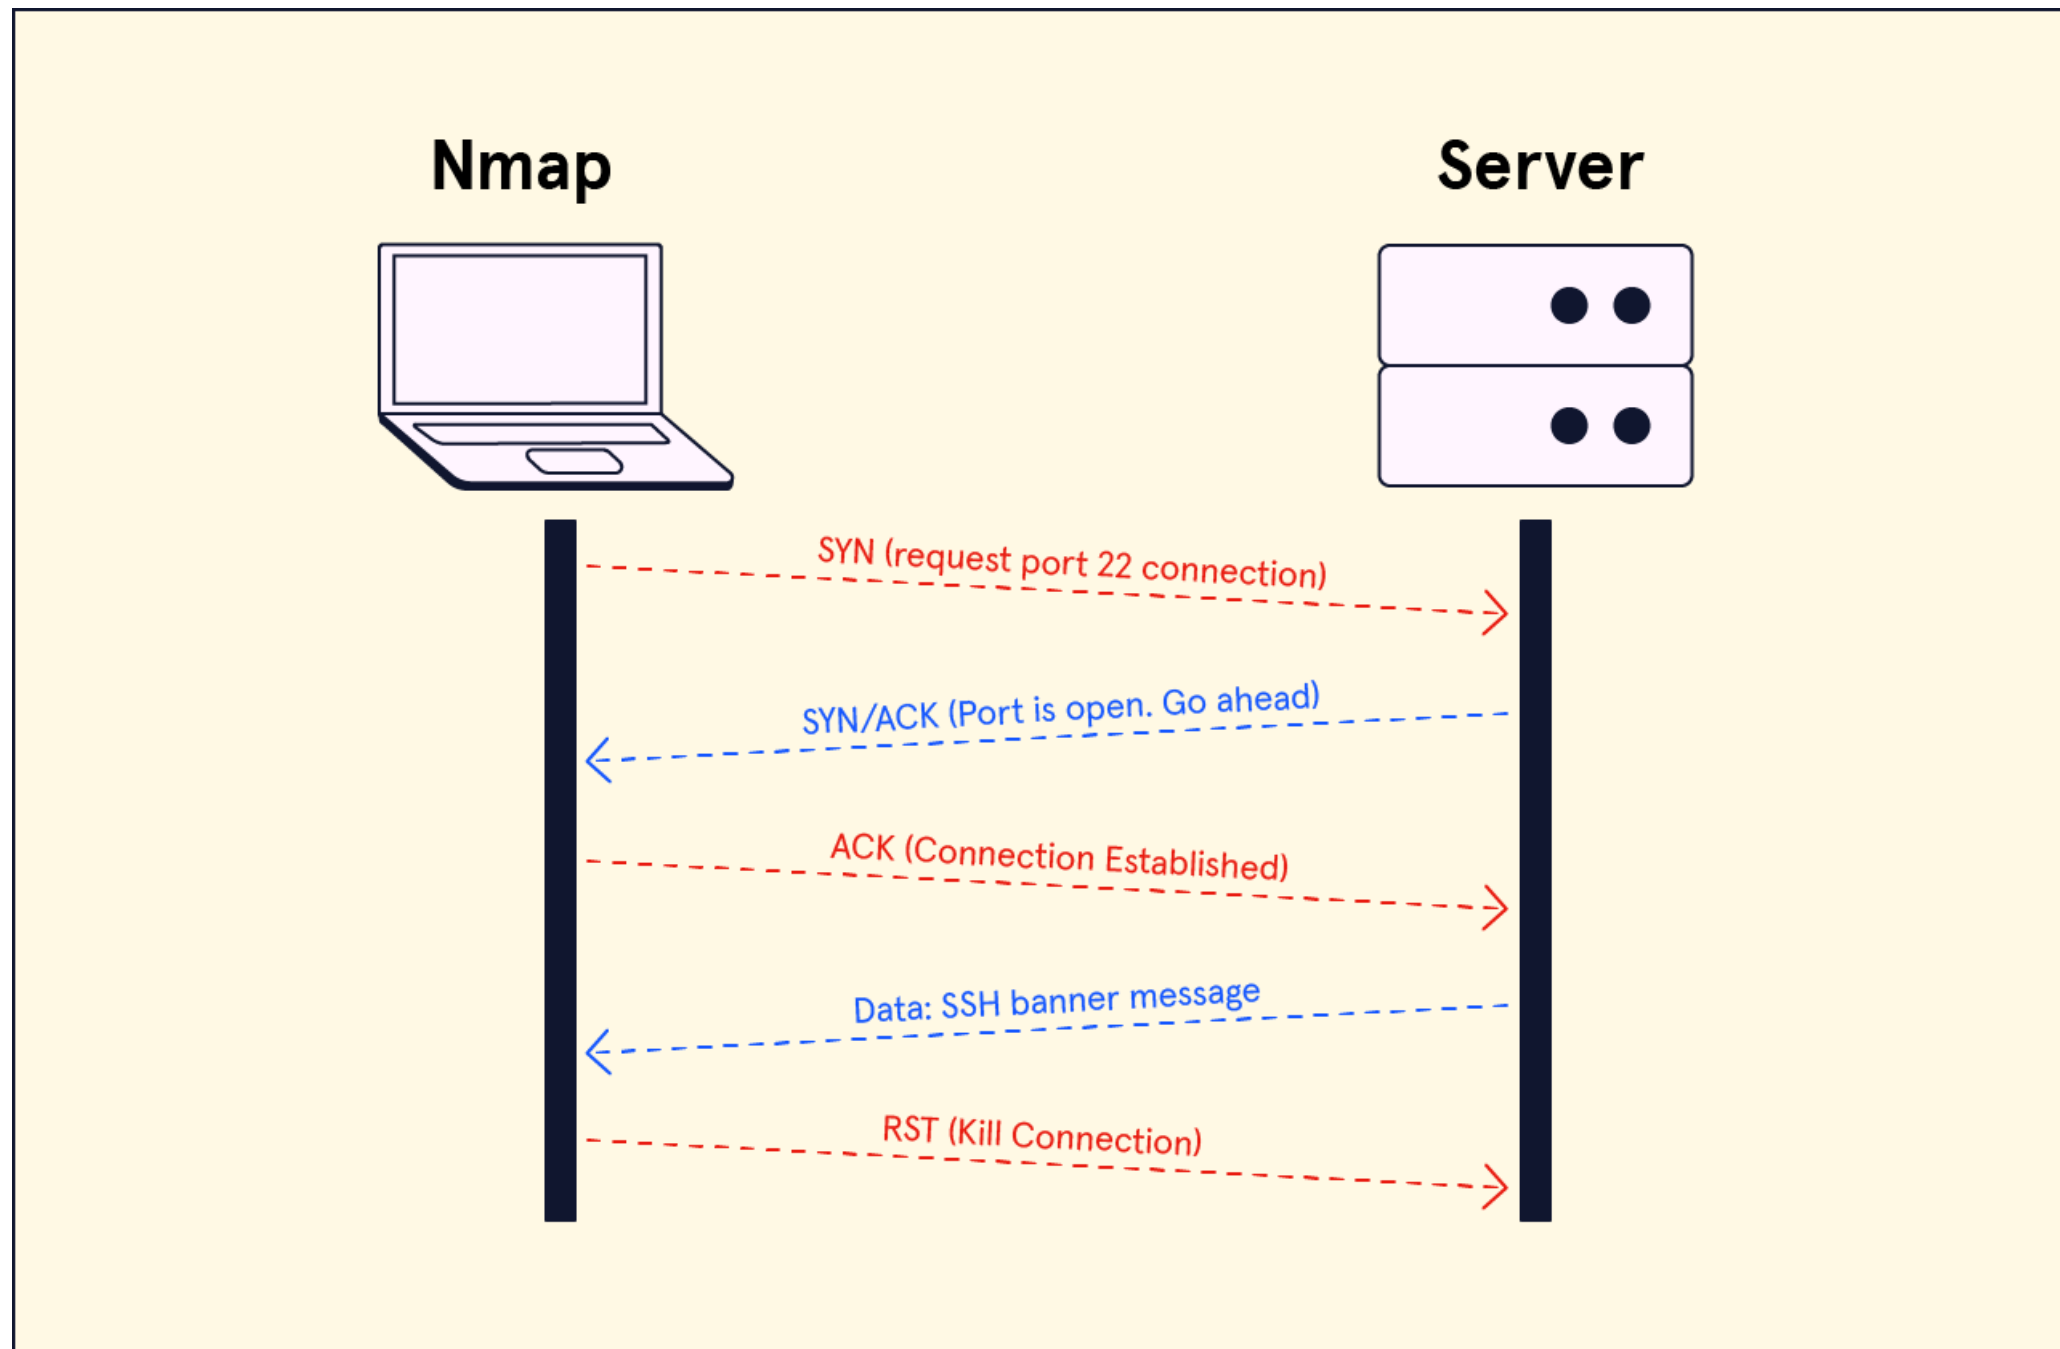 Nmap
Server
SYN (request port 22 connection)
SYN/ACK (Port is open. Go ahead)
ACK (Connection Established)
Data: SSH banner message
RST (Kill Connection)